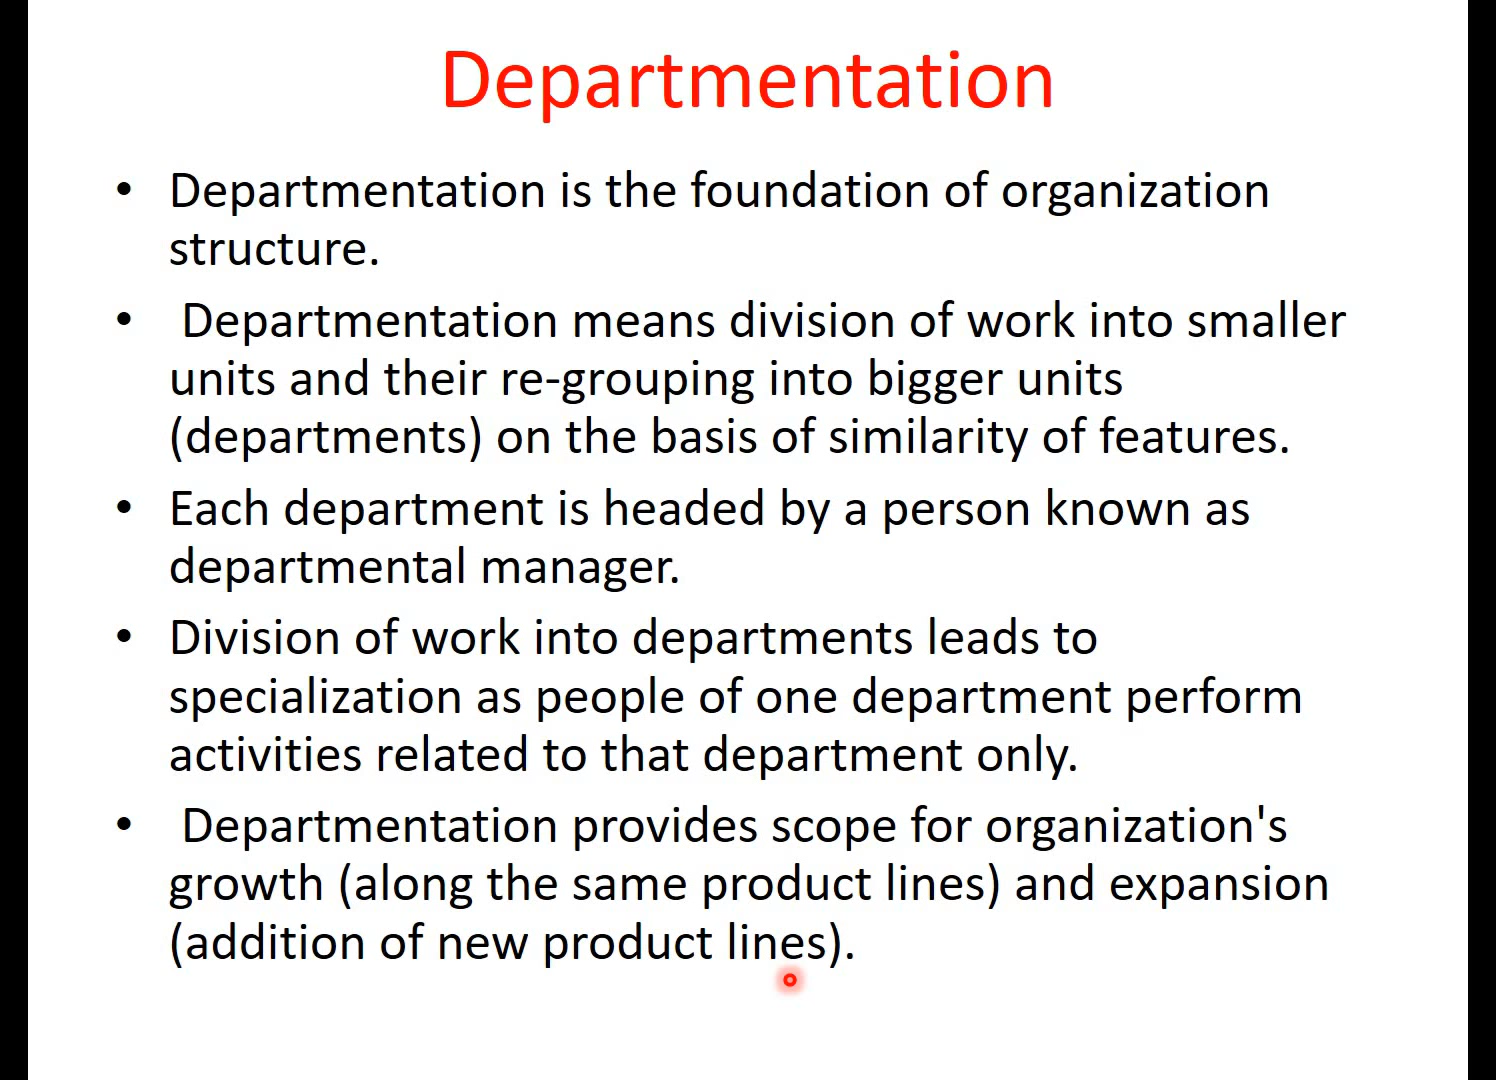 Departmentation
• Departmentation is the foundation of organization
structure.
• Departmentation means division of work into smaller
units and their re-grouping into bigger units
(departments) on the basis of similarity of features.
• Each department is headed by a person known as
departmental manager.
• Division of work into departments leads to
specialization as people of one department perform
activities related to that department only.
• Departmentation provides scope for organization's
growth (along the same product lines) and expansion
(addition of new product lines).